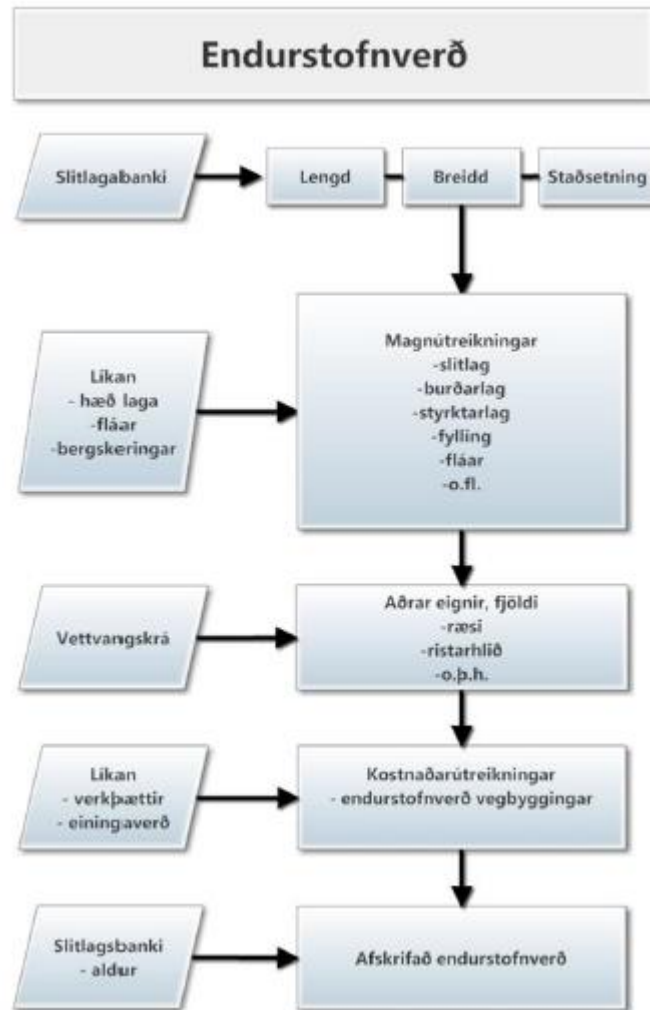 Endurstofnverð
Slitlagabanki
Lengd
Breidd
Staðsetning
Líkan
- hæð laga
-fláar
-bergskeringar
Magnútreikningar
-slitlag
-burðarlag
-styrktarlag
-fylling
-fláar
-o.fl.
Vettvangskrá
Aðrar eignir, fjöldi
-ræsi
-ristarhlið
-o.þ.h.
Líkan
- verkþættir
- einingaverð
Kostnaðarútreikningar
- endurstofnverð vegbyggingar
Slitlagsbanki
- aldur
Afskrifað endurstofnverð